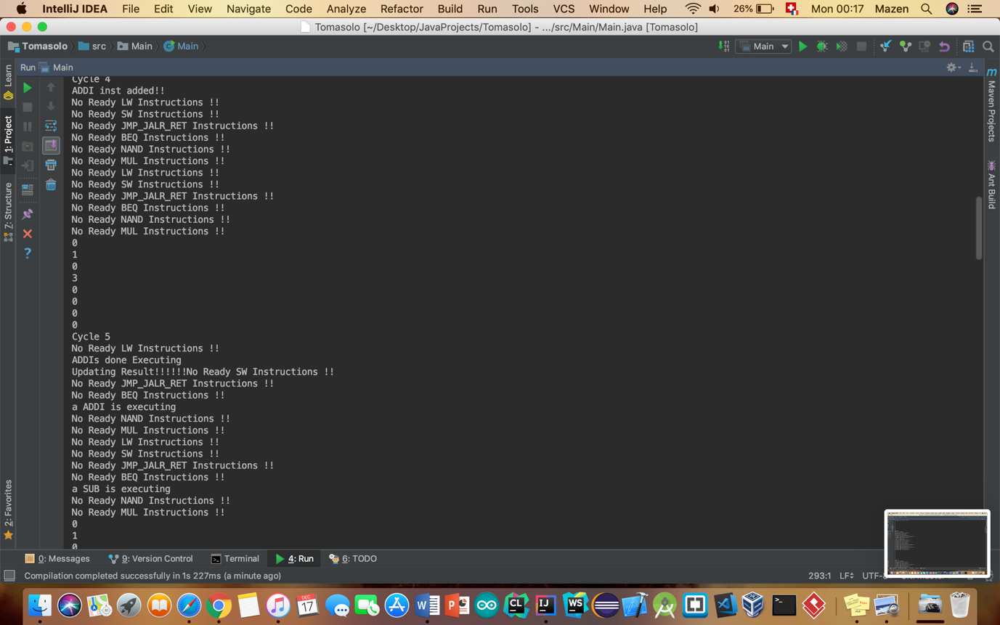 IntelliJ IDEA File Edit View Navigate Code Analyze Refactor Build Run Tools VCS Window Help 26% Mon 00:17 Mazen
Tomasolo [~/Desktop/JavaProjects/Tomasolo] - .../src/Main/Main.java [Tomasolo]
Tomasolo src Main Main Main
Run Main
Learn
1: Project
Z: Structure
2: Favorites
Cycle 4
ADDI inst added!!
No Ready LW Instructions !!
No Ready SW Instructions !!
No Ready JMP_JALR_RET Instructions !!
No Ready BEQ Instructions !!
No Ready NAND Instructions !!
No Ready MUL Instructions !!
No Ready LW Instructions !!
No Ready SW Instructions !!
No Ready JMP_JALR_RET Instructions !!
No Ready BEQ Instructions !!
No Ready NAND Instructions !!
No Ready MUL Instructions !!
0
1
0
3
0
0
0
0
Cycle 5
No Ready LW Instructions !!
ADDIs done Executing
Updating Result!!!!!!No Ready SW Instructions !!
No Ready JMP_JALR_RET Instructions !!
No Ready BEQ Instructions !!
a ADDI is executing
No Ready NAND Instructions !!
No Ready MUL Instructions !!
No Ready LW Instructions !!
No Ready SW Instructions !!
No Ready JMP_JALR_RET Instructions !!
No Ready BEQ Instructions !!
a SUB is executing
No Ready NAND Instructions !!
No Ready MUL Instructions !!
0
1
0
Maven Projects
Ant Build
0: Messages 9: Version Control Terminal 4: Run 6: TODO
Compilation completed successfully in 1s 227ms (a minute ago) 293:1 LF UTF-8
DEC
17
CL IJ WS